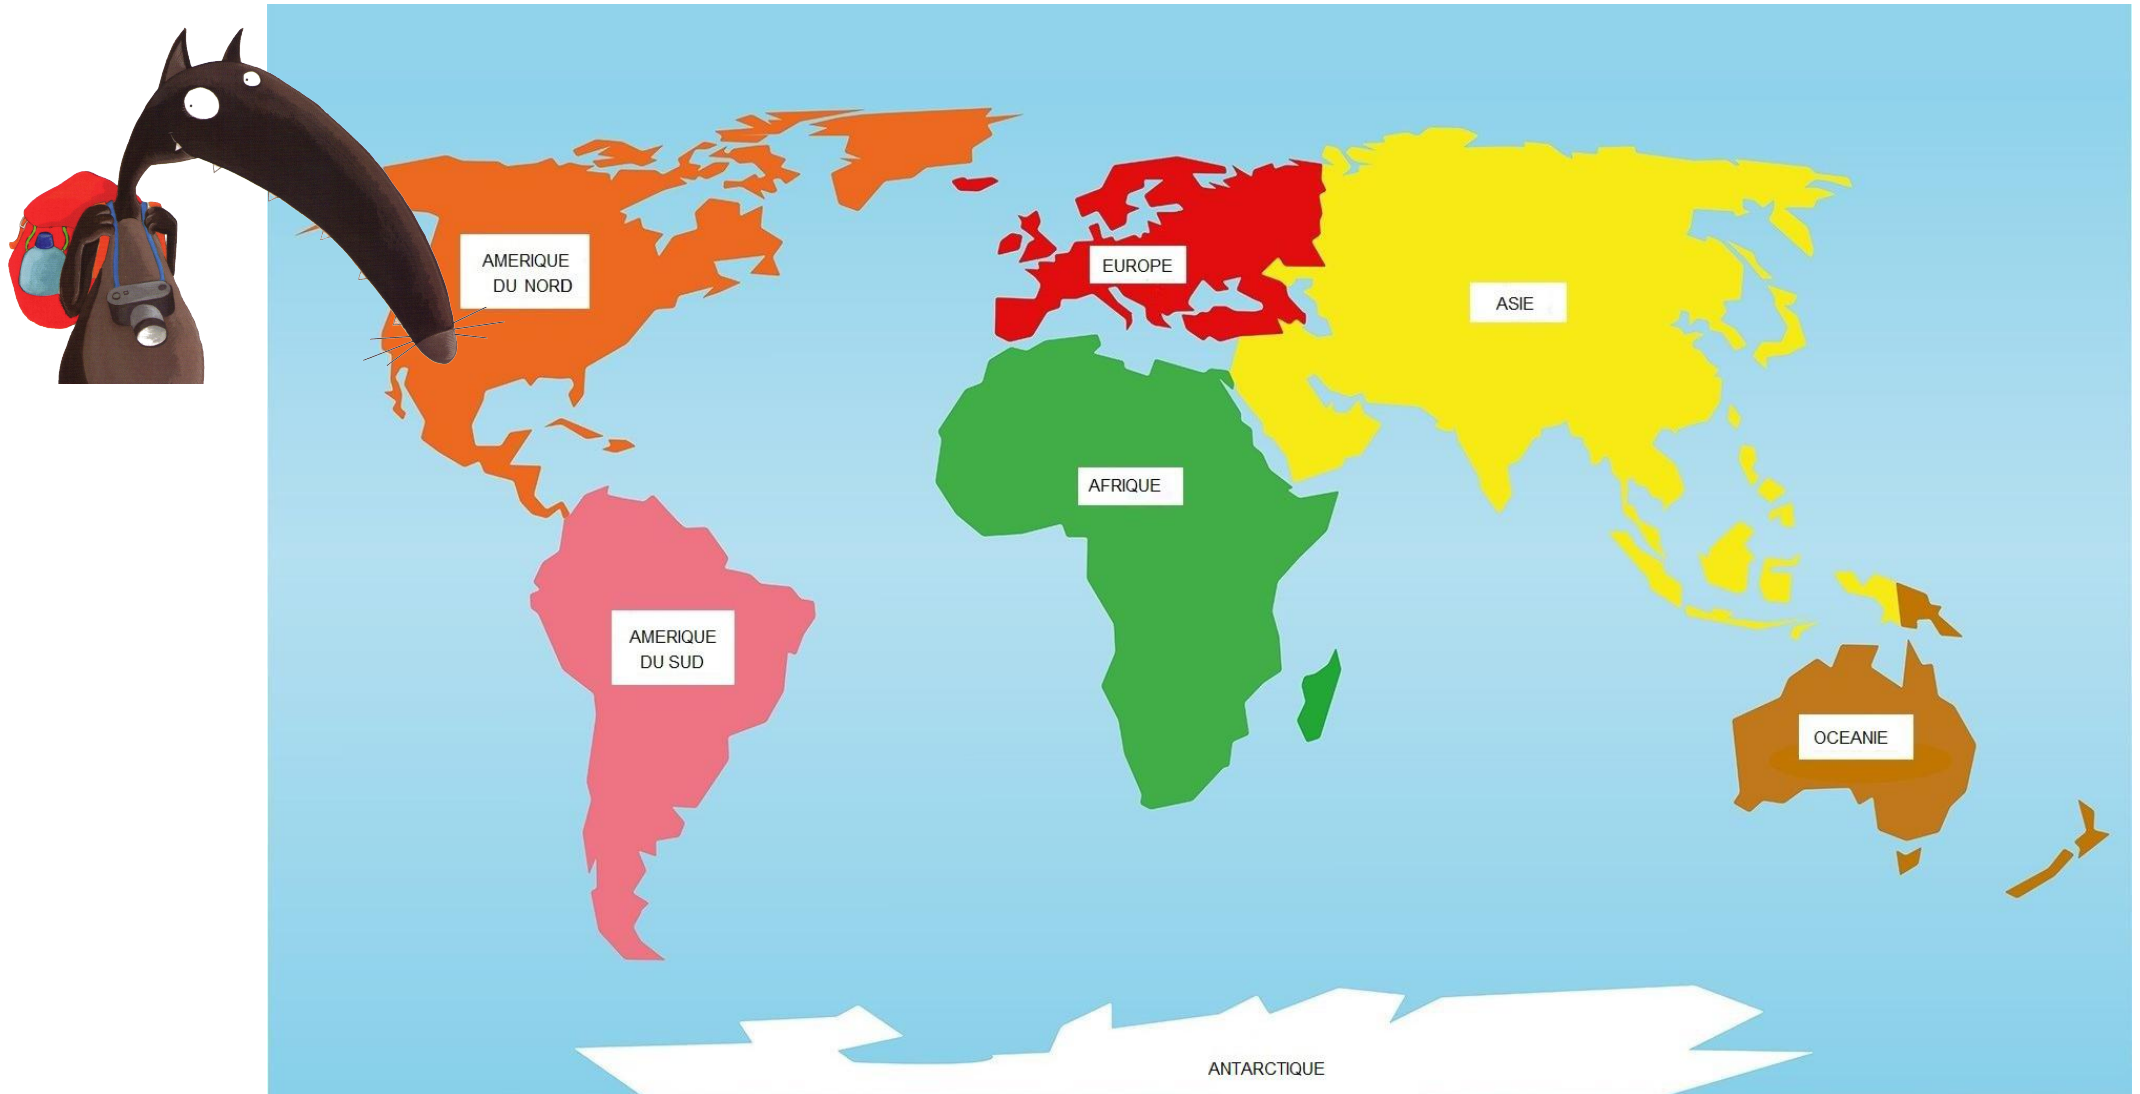 AMERIQUE
DU NORD
EUROPE
ASIE
AFRIQUE
AMERIQUE
DU SUD
OCEANIE
ANTARCTIQUE